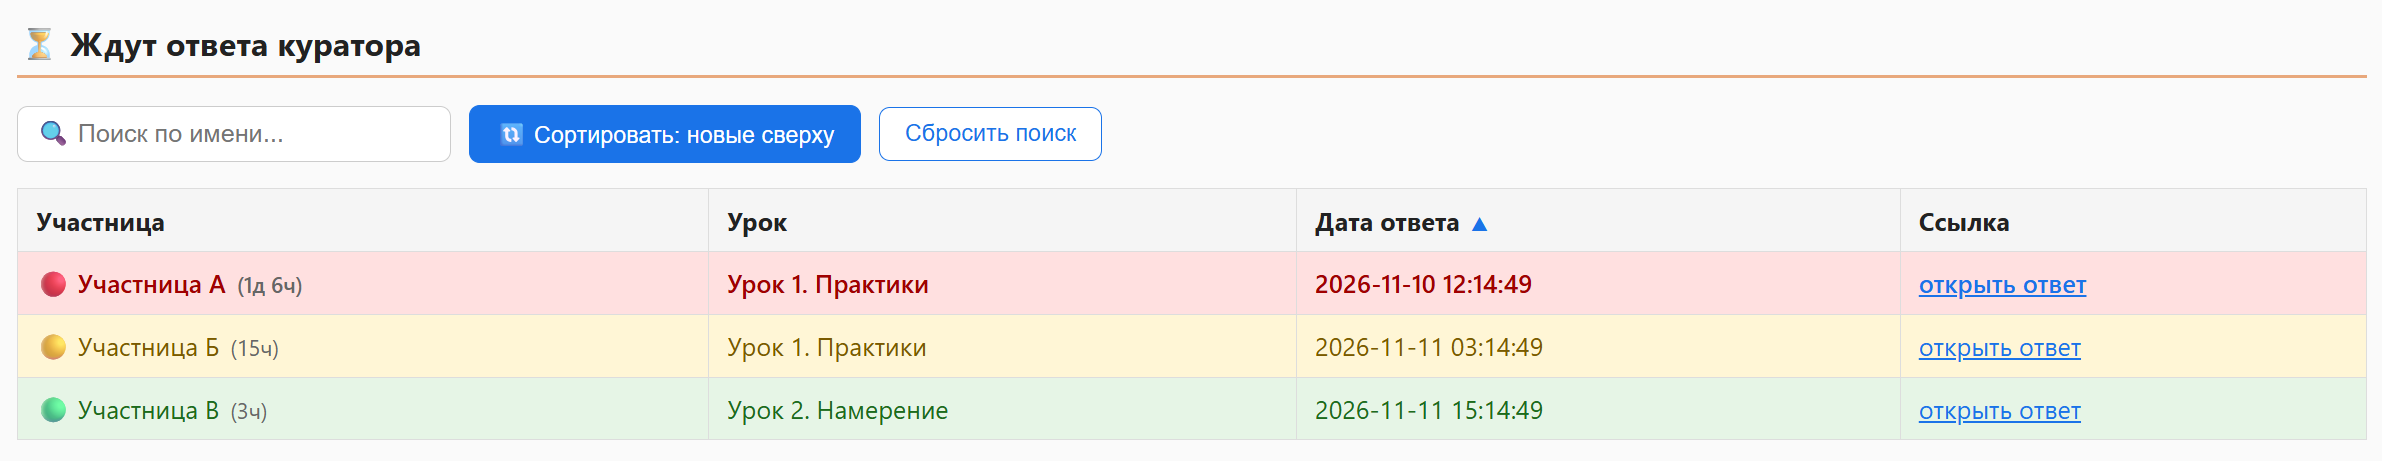 ⏳ Ждут ответа куратора
🔍 Поиск по имени... 🔃 Сортировать: новые сверху Сбросить поиск
Участница Урок Дата ответа ▲ Ссылка
🔴 Участница А (1д 6ч) Урок 1. Практики 2026-11-10 12:14:49 открыть ответ
🟡 Участница Б (15ч) Урок 1. Практики 2026-11-11 03:14:49 открыть ответ
🟢 Участница В (3ч) Урок 2. Намерение 2026-11-11 15:14:49 открыть ответ